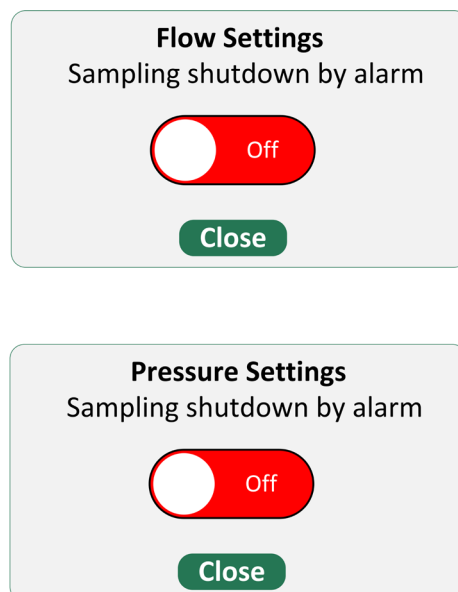 Flow Settings
Sampling shutdown by alarm
Off
Close
Pressure Settings
Sampling shutdown by alarm
Off
Close